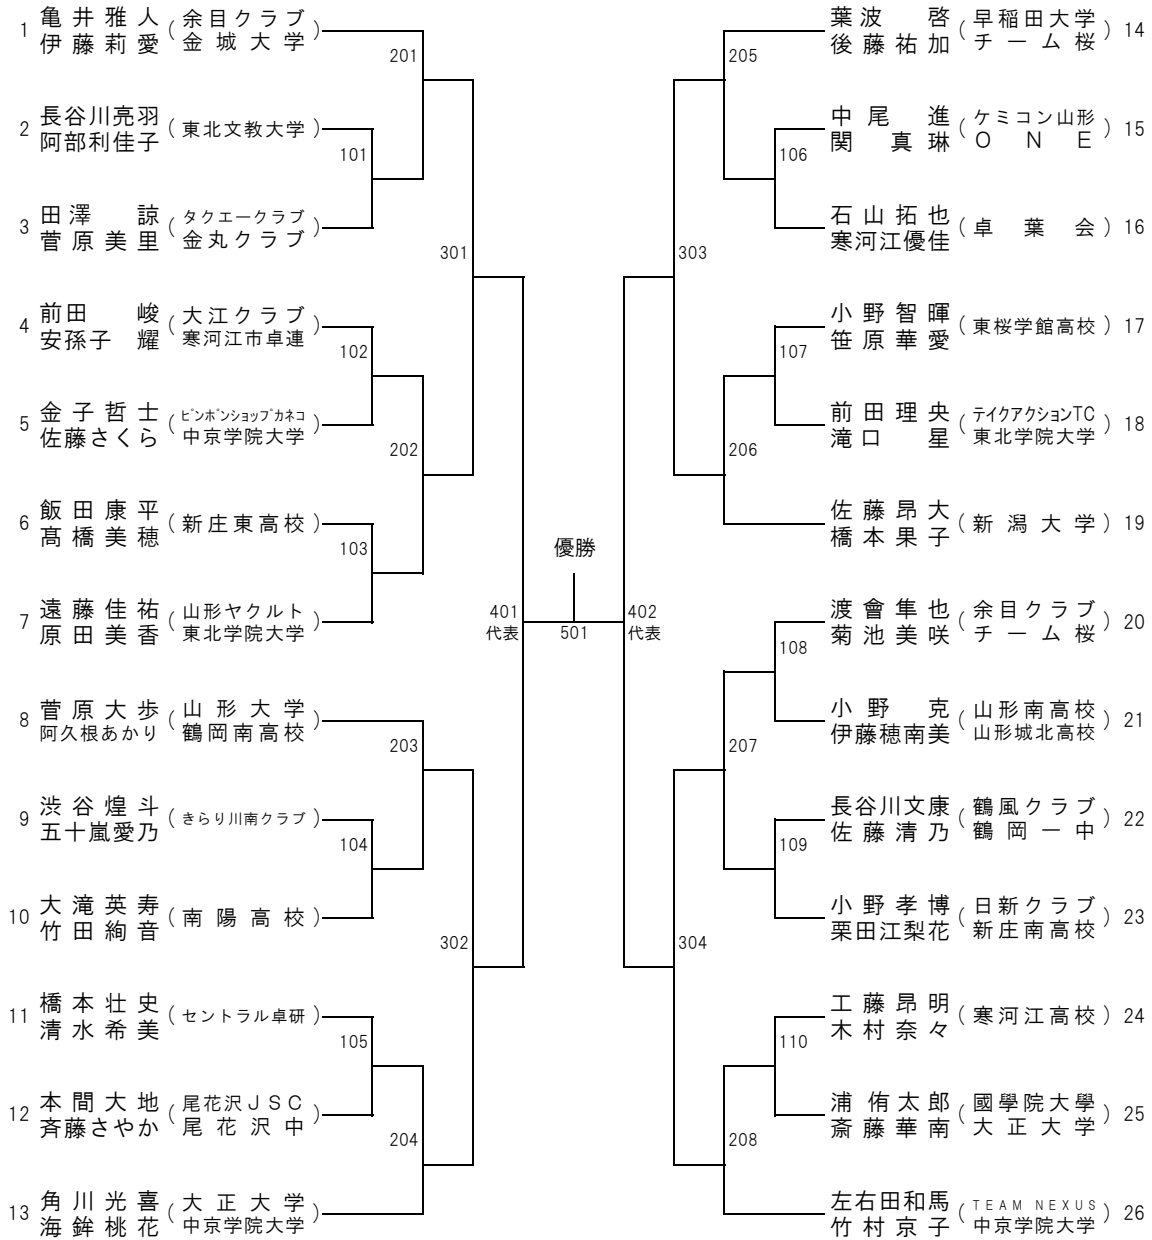 1 亀井雅人 (余目クラブ
伊藤莉愛 金城大学)
201
2 長谷川亮羽 (東北文教大学)
阿部利佳子
101
3 田澤 諒 (タクエークラブ
菅原美里 金丸クラブ)
301
4 前田 峻 (大江クラブ
安孫子 耀 寒河江市卓連)
102
5 金子哲士 (ピンポンショップカネコ
佐藤さくら 中京学院大学)
202
6 飯田康平 (新庄東高校)
髙橋美穂
103
7 遠藤佳祐 (山形ヤクルト
原田美香 東北学院大学)
401
代表
8 菅原大歩 (山形大学
阿久根あかり 鶴岡南高校)
203
9 渋谷煌斗 (きらり川南クラブ)
五十嵐愛乃
104
10 大滝英寿 (南陽高校)
竹田絢音
302
11 橋本壮史 (セントラル卓研)
清水希美
105
12 本間大地 (尾花沢JSC
斉藤さやか 尾花沢中)
204
13 角川光喜 (大正大学
海鉾桃花 中京学院大学)
優勝
501
葉波 啓 (早稲田大学 14
後藤祐加 チーム桜)
205
中尾 進 (ケミコン山形 15
関 真琳 ONE)
106
石山拓也 (卓葉会) 16
寒河江優佳
303
小野智暉 (東桜学館高校) 17
笹原華愛
107
前田理央 (テイクアクションTC 18
滝口 星 東北学院大学)
206
佐藤昂大 (新潟大学) 19
橋本果子
402
代表
渡會隼也 (余目クラブ 20
菊池美咲 チーム桜)
108
小野 克 (山形南高校 21
伊藤穂南美 山形城北高校)
207
長谷川文康 (鶴風クラブ 22
佐藤清乃 鶴岡一中)
109
小野孝博 (日新クラブ 23
栗田江梨花 新庄南高校)
304
工藤昂明 (寒河江高校) 24
木村奈々
110
浦侑太郎 (國學院大學 25
斎藤華南 大正大学)
208
左右田和馬 (TEAM NEXUS 26
竹村京子 中京学院大学)